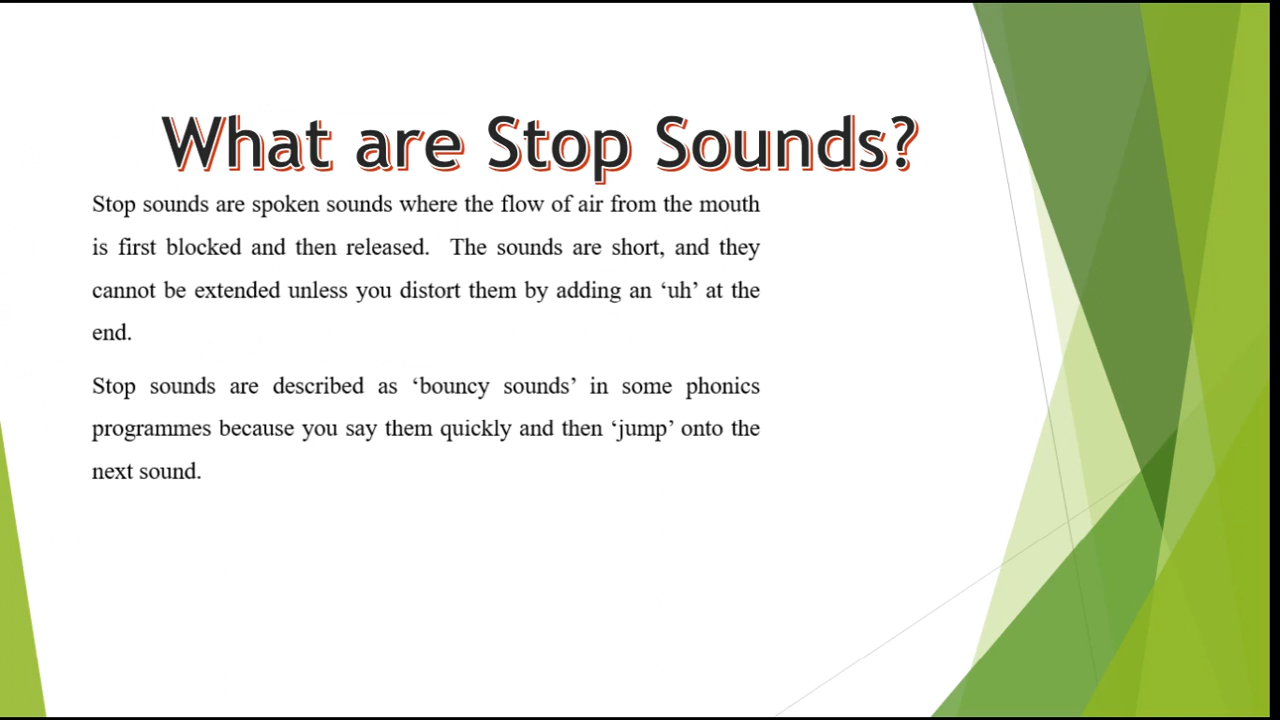 What are Stop Sounds?
Stop sounds are spoken sounds where the flow of air from the mouth
is first blocked and then released.  The sounds are short, and they
cannot be extended unless you distort them by adding an ‘uh’ at the
end.
Stop sounds are described as ‘bouncy sounds’ in some phonics
programmes because you say them quickly and then ‘jump’ onto the
next sound.